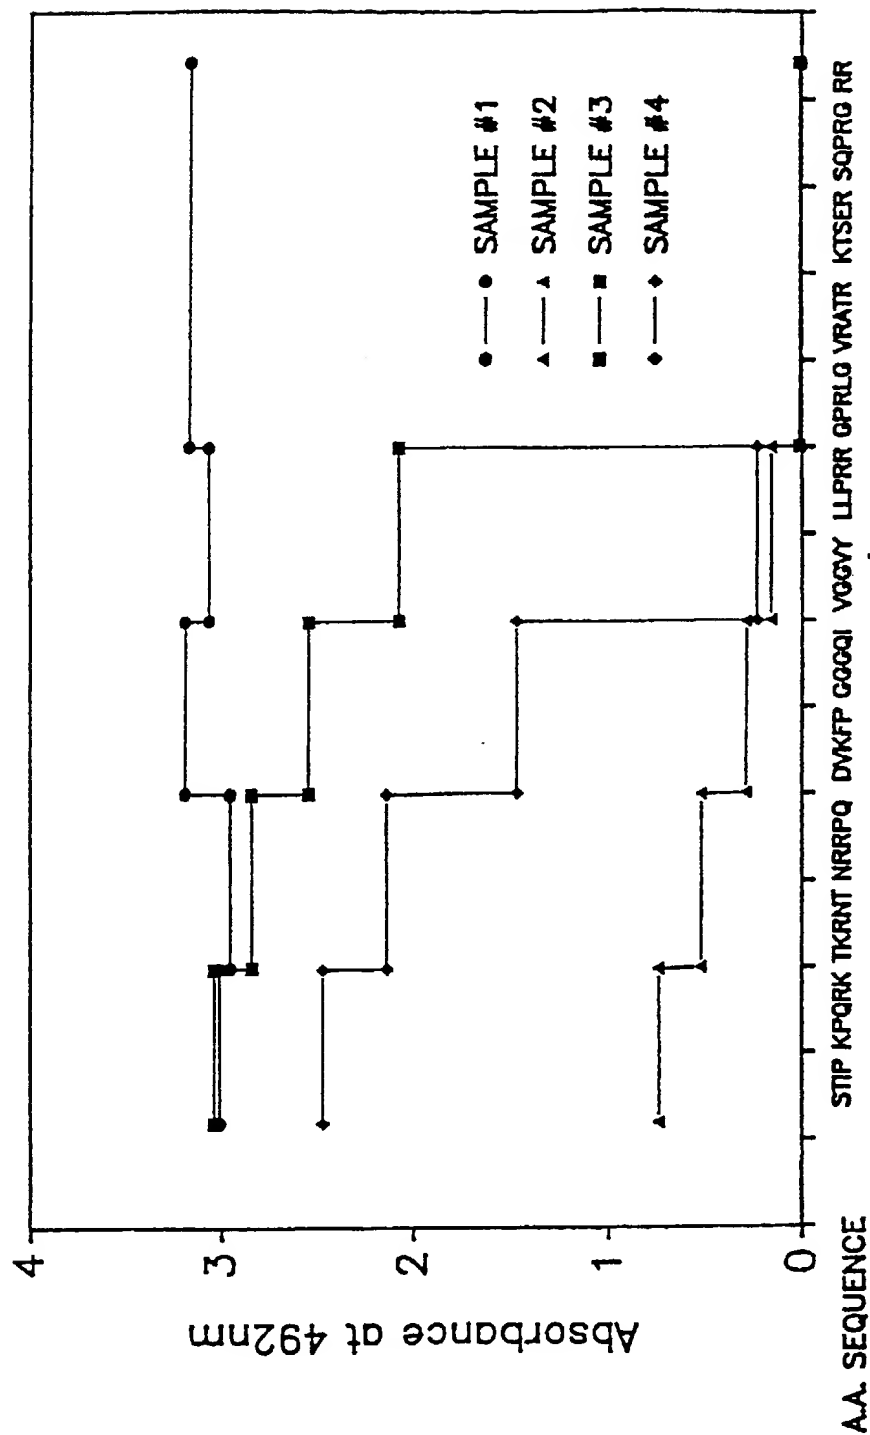 4
3
2
1
0
Absorbance at 492nm
SAMPLE #1
SAMPLE #2
SAMPLE #3
SAMPLE #4
A.A. SEQUENCE STIP KPQRK TKRNT NRRPQ DVKFP GQGQI VGGVY LLPRR GPRLG VRATR KTSER SQPRG RR